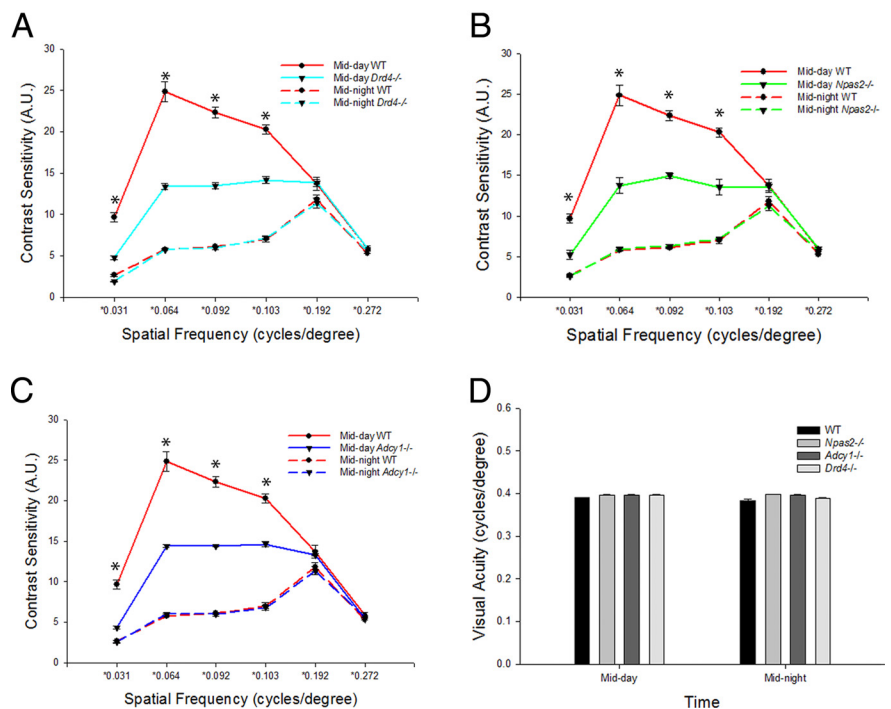 A
30
25
20
15
10
5
0
Contrast Sensitivity (A.U.)
*
*
*
*
Mid-day WT
Mid-day Drd4-/-
Mid-night WT
Mid-night Drd4-/-
*0.031 *0.064 *0.092 *0.103 *0.192 *0.272
Spatial Frequency (cycles/degree)
B
30
25
20
15
10
5
0
Contrast Sensitivity (A.U.)
*
*
*
*
Mid-day WT
Mid-day Npas2-/-
Mid-night WT
Mid-night Npas2-/-
*0.031 *0.064 *0.092 *0.103 *0.192 *0.272
Spatial Frequency (cycles/degree)
C
30
25
20
15
10
5
0
Contrast Sensitivity (A.U.)
*
*
*
*
Mid-day WT
Mid-day Adcy1-/-
Mid-night WT
Mid-night Adcy1-/-
*0.031 *0.064 *0.092 *0.103 *0.192 *0.272
Spatial Frequency (cycles/degree)
D
0.6
0.5
0.4
0.3
0.2
0.1
0.0
Visual Acuity (cycles/degree)
WT
Npas2-/-
Adcy1-/-
Drd4-/-
Mid-day Mid-night
Time